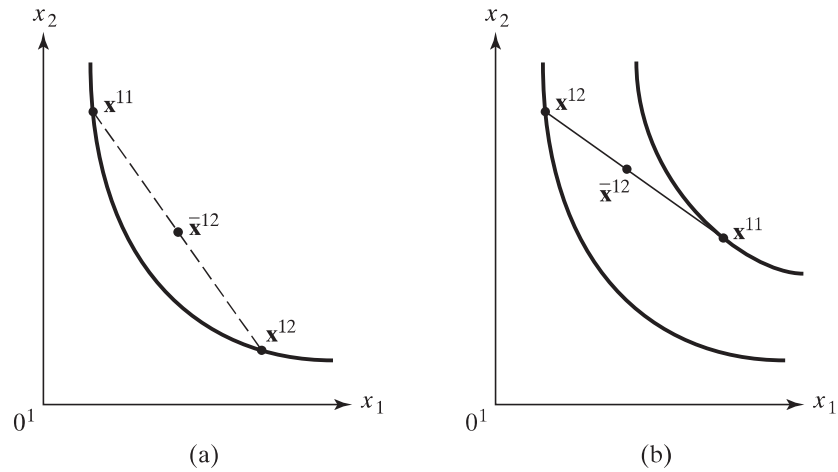 x₂
x¹¹
x̄¹²
x¹²
0¹
x₁
(a)
x₂
x¹²
x̄¹²
x¹¹
0¹
x₁
(b)